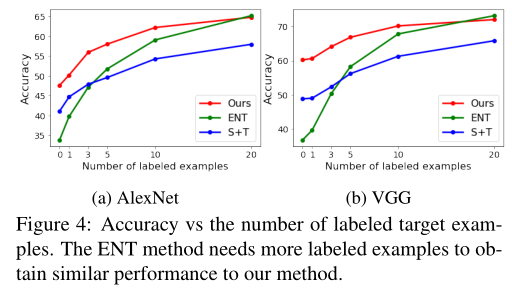 65
60
55
50
45
40
35
Accuracy
0 1 3 5 10 20
Number of labeled examples
Ours
ENT
S+T
70
60
50
40
Accuracy
0 1 3 5 10 20
Number of labeled examples
Ours
ENT
S+T
(a) AlexNet
(b) VGG
Figure 4: Accuracy vs the number of labeled target exam-
ples. The ENT method needs more labeled examples to ob-
tain similar performance to our method.